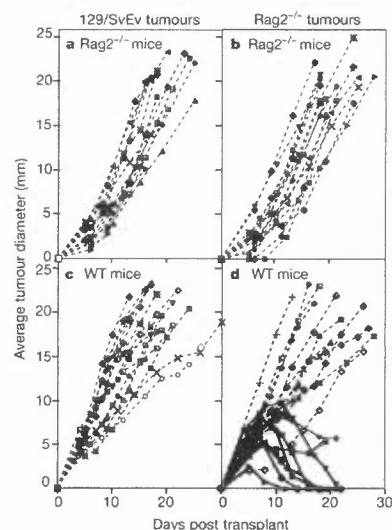 129/SvEv tumours Rag2⁻/⁻ tumours
a Rag2⁻/⁻ mice b Rag2⁻/⁻ mice
25
20
15
10
5
0
c WT mice d WT mice
25
20
15
10
5
0
0 10 20 0 10 20 30
Average tumour diameter (mm)
Days post transplant